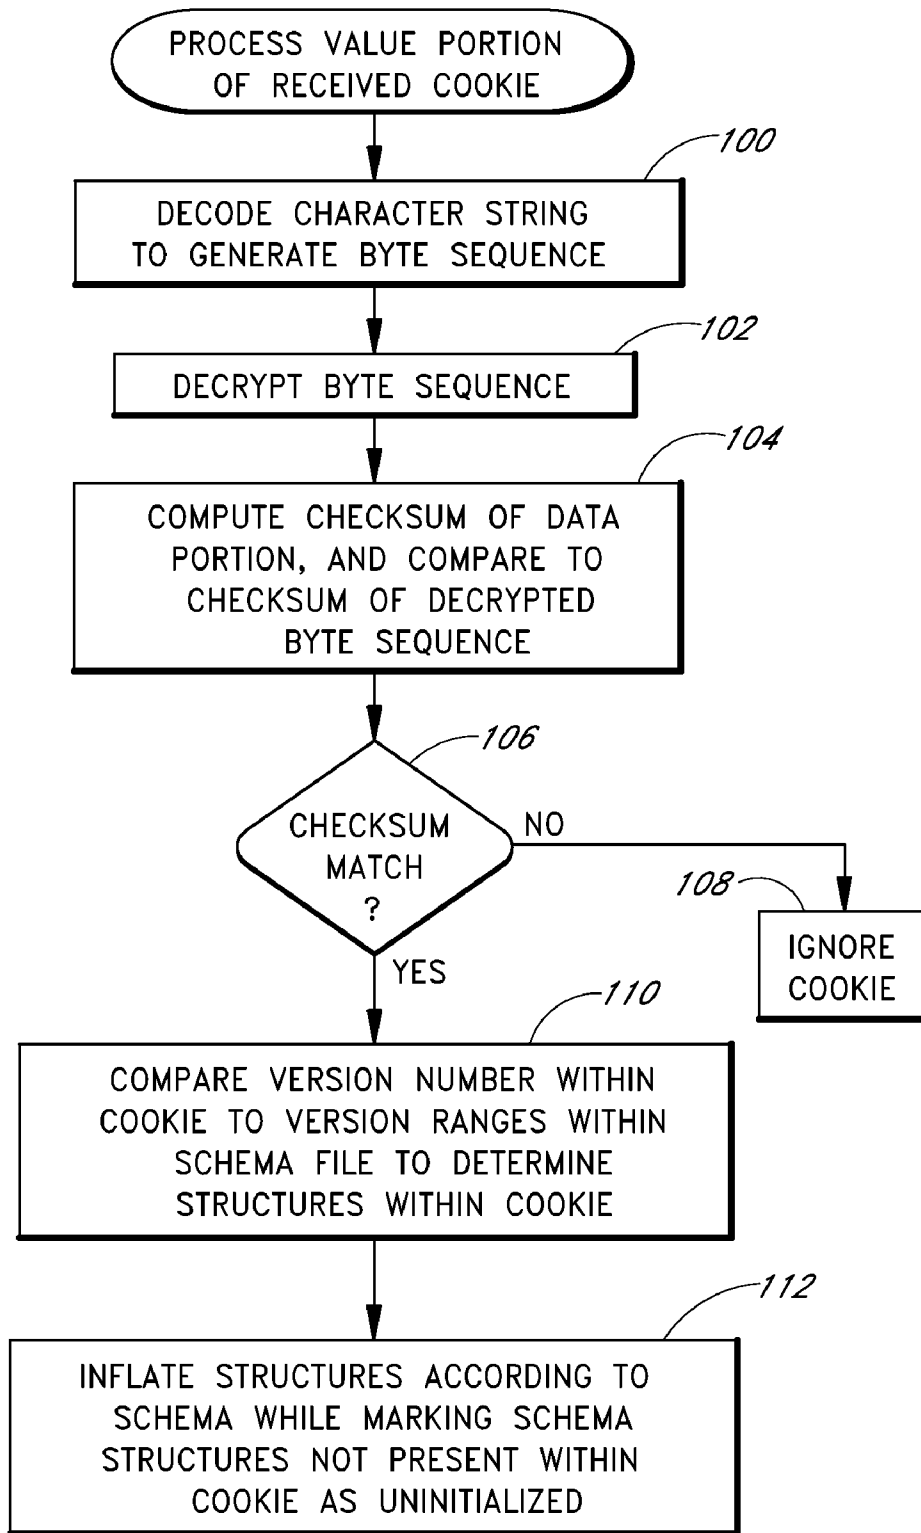 PROCESS VALUE PORTION
OF RECEIVED COOKIE
100
DECODE CHARACTER STRING
TO GENERATE BYTE SEQUENCE
102
DECRYPT BYTE SEQUENCE
104
COMPUTE CHECKSUM OF DATA
PORTION, AND COMPARE TO
CHECKSUM OF DECRYPTED
BYTE SEQUENCE
106
CHECKSUM
MATCH
?
NO
108
IGNORE
COOKIE
YES
110
COMPARE VERSION NUMBER WITHIN
COOKIE TO VERSION RANGES WITHIN
SCHEMA FILE TO DETERMINE
STRUCTURES WITHIN COOKIE
112
INFLATE STRUCTURES ACCORDING TO
SCHEMA WHILE MARKING SCHEMA
STRUCTURES NOT PRESENT WITHIN
COOKIE AS UNINITIALIZED